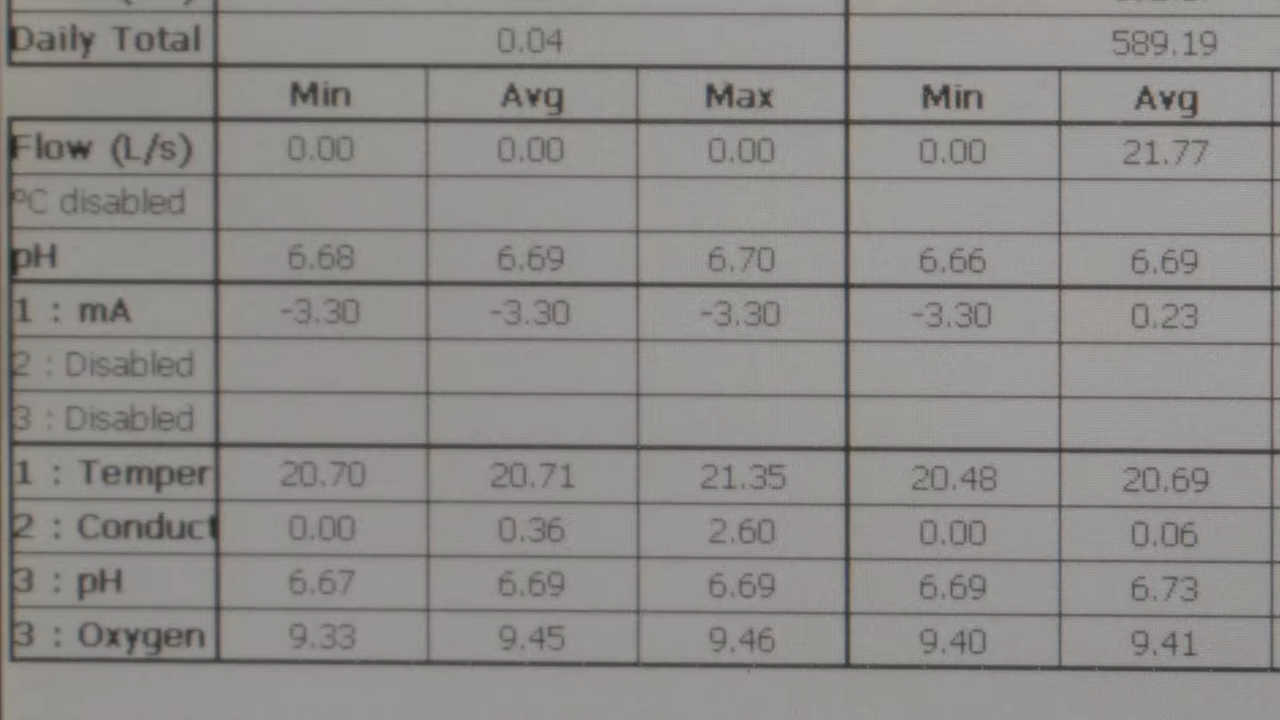 Daily Total 0.04 589.19
Min Avg Max Min Avg
Flow (L/s) 0.00 0.00 0.00 0.00 21.77
ºC disabled
pH 6.68 6.69 6.70 6.66 6.69
1 : mA -3.30 -3.30 -3.30 -3.30 0.23
2 : Disabled
3 : Disabled
1 : Temper 20.70 20.71 21.35 20.48 20.69
2 : Conduct 0.00 0.36 2.60 0.00 0.06
3 : pH 6.67 6.69 6.69 6.69 6.73
3 : Oxygen 9.33 9.45 9.46 9.40 9.41